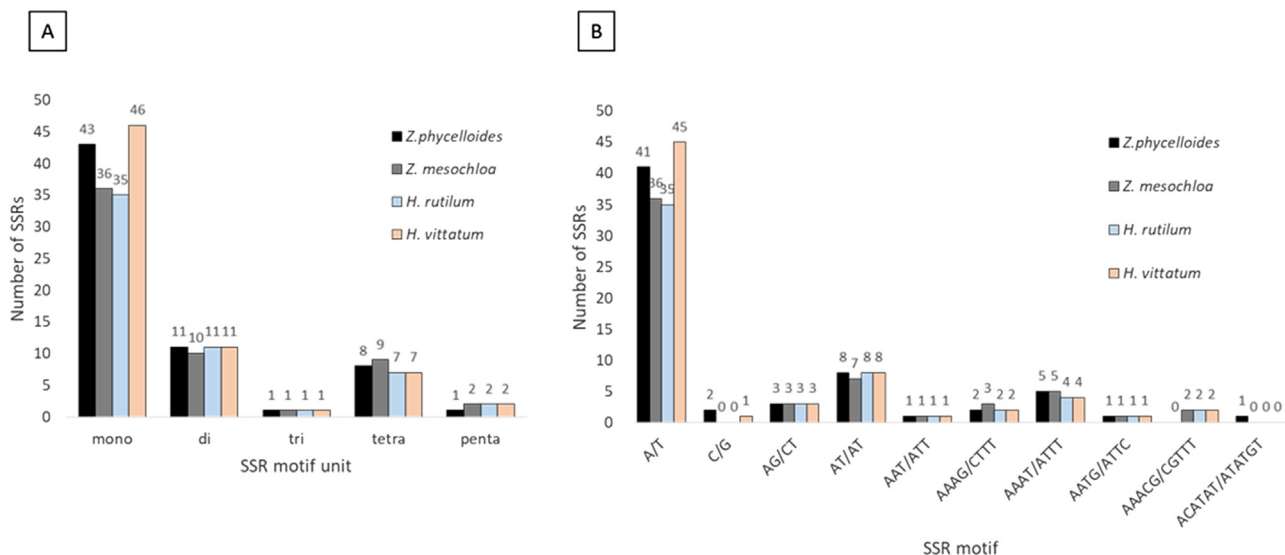 A
50
45
40
35
30
25
20
15
10
5
0
Number of SSRs
43 36 35 46
11 10 11 11
1 1 1 1
8 9 7 7
1 2 2 2
mono di tri tetra penta
SSR motif unit
Z.phycelloides
Z. mesochloa
H. rutilum
H. vittatum
B
50
45
40
35
30
25
20
15
10
5
0
Number of SSRs
41 36 35 45
2 0 0 1
3 3 3 3
8 7 8 8
1 1 1 1
2 3 2 2
5 5 4 4
1 1 1 1
0 2 2 2
1 0 0 0
A/T
C/G
AG/CT
AT/AT
AAT/ATT
AAAG/CTTT
AAAT/ATTT
AATG/ATTC
AAACG/CGTTT
ACATAT/ATATGT
SSR motif
Z.phycelloides
Z. mesochloa
H. rutilum
H. vittatum